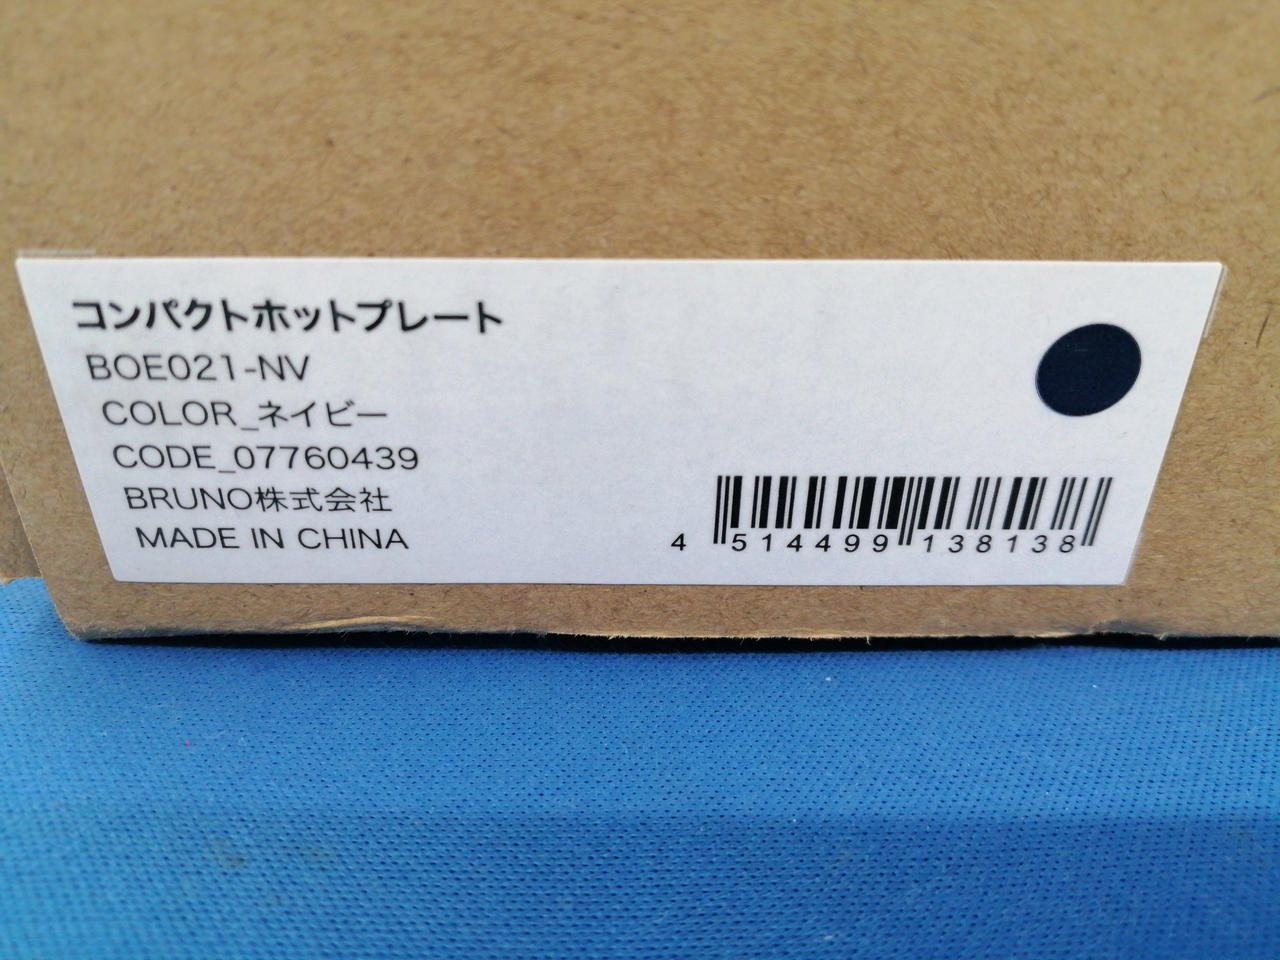 コンパクトホットプレート
BOE021-NV
COLOR_ネイビー
CODE_07760439
BRUNO株式会社
MADE IN CHINA
4 514499 138138